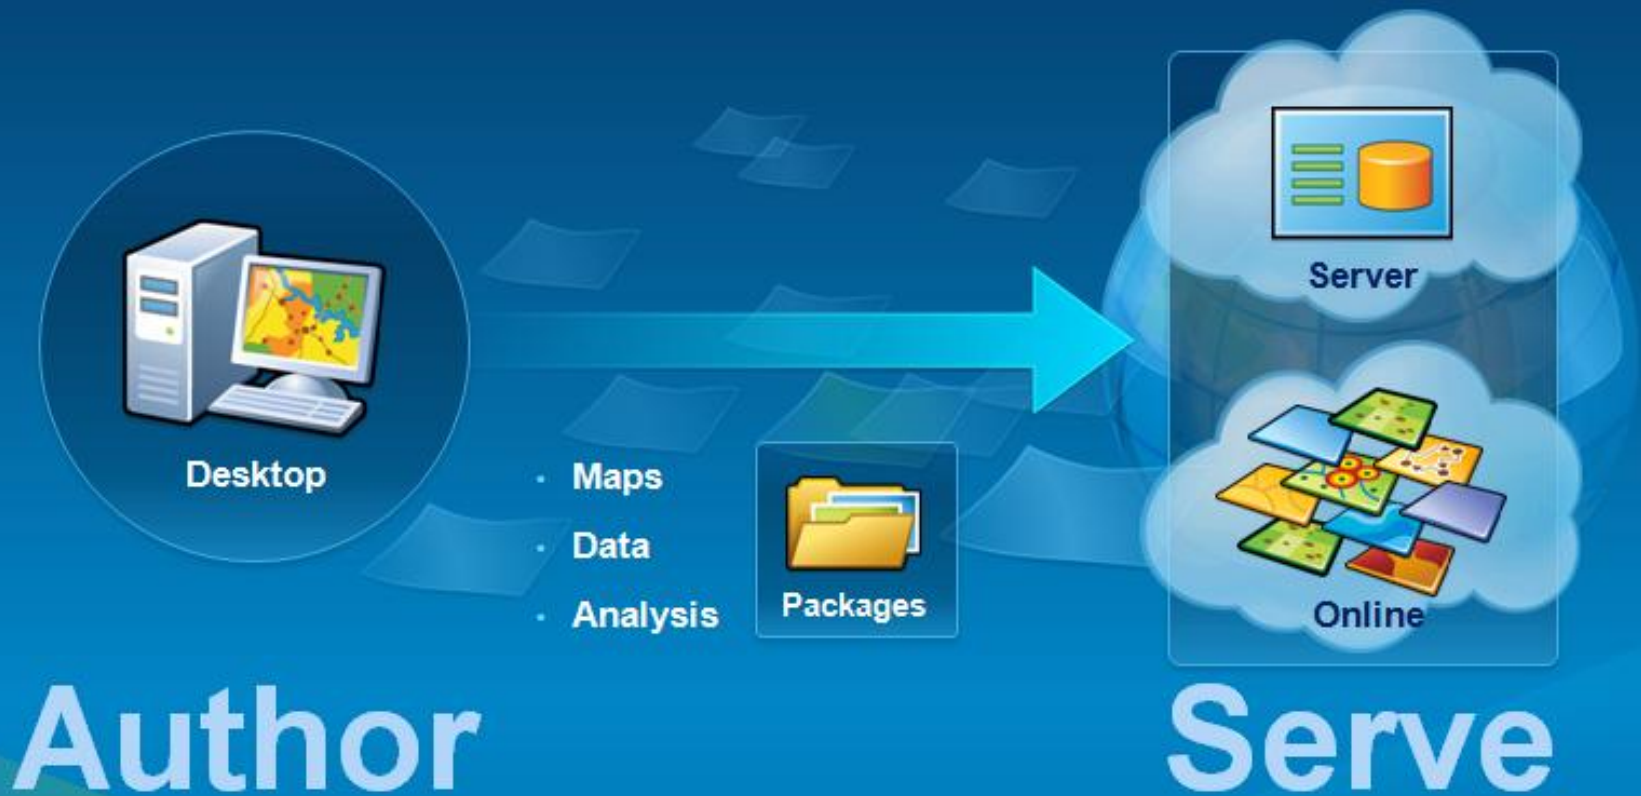 Server
Desktop
Maps
Data
Analysis
Packages
Online
Author
Serve